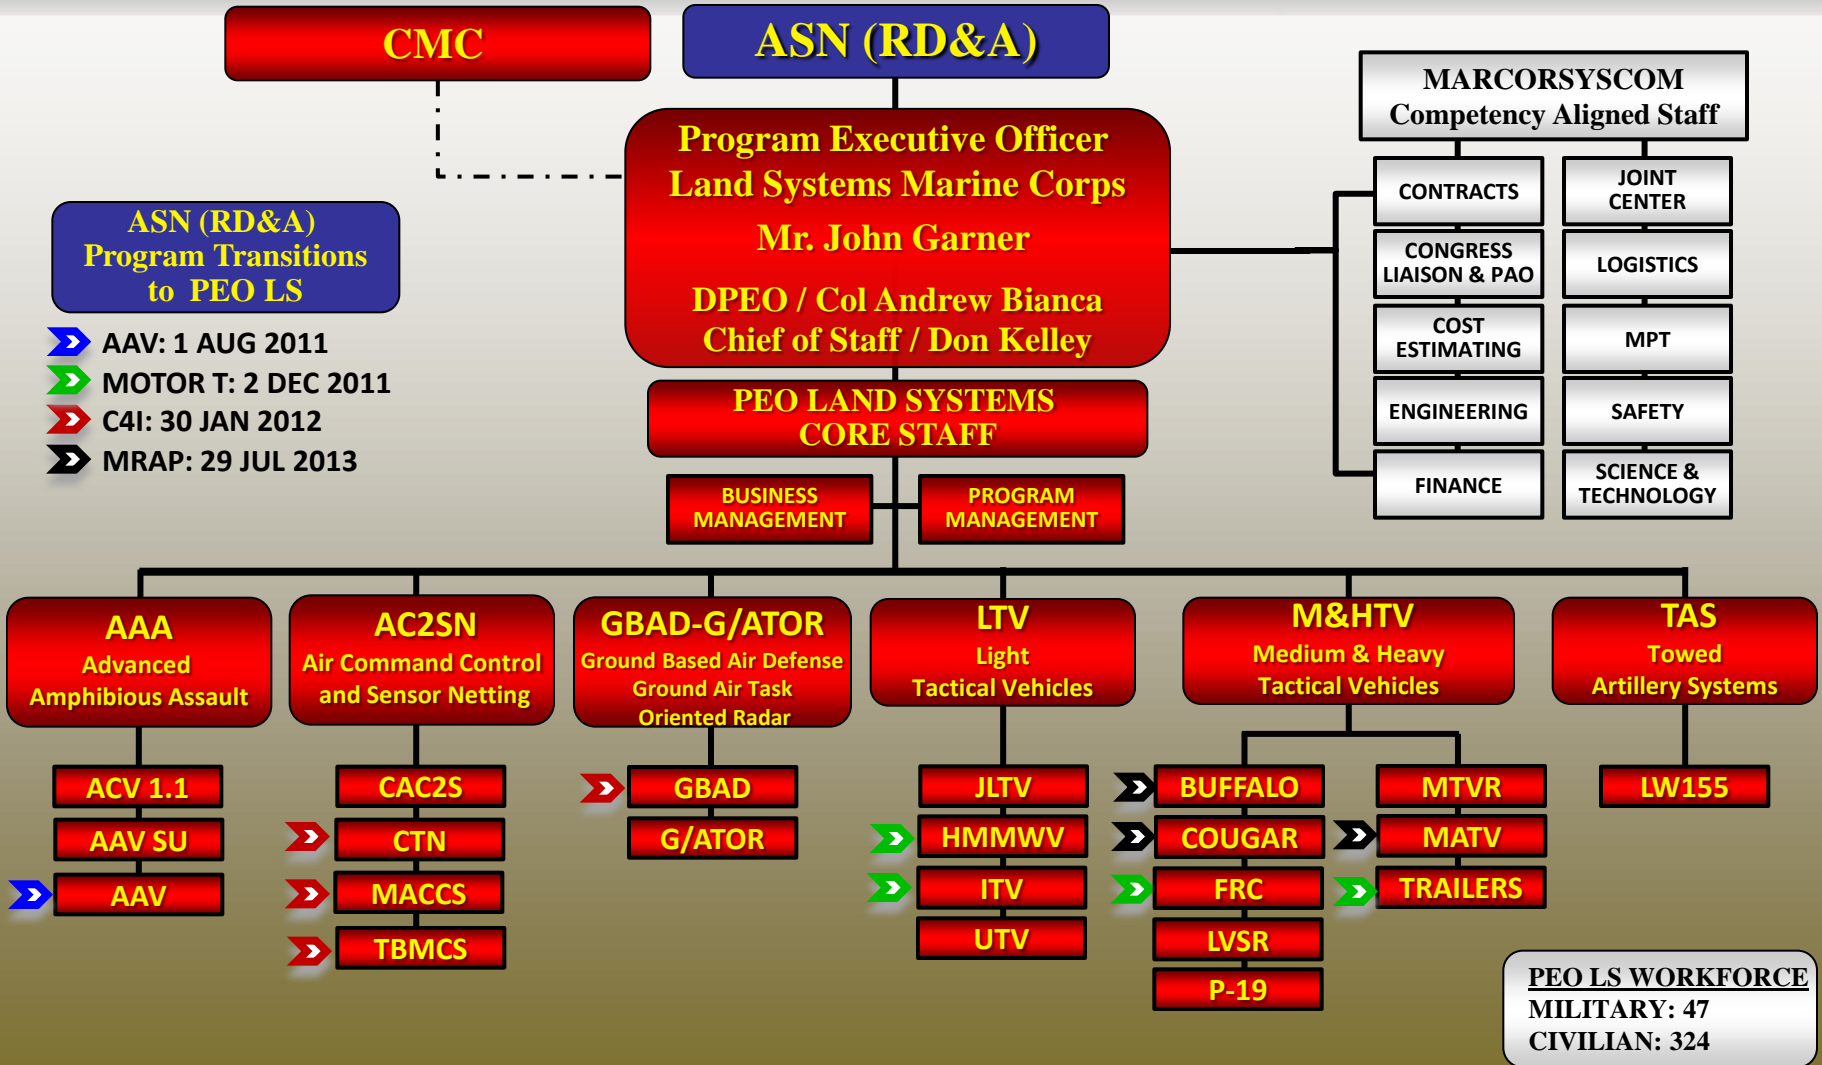 CMC
ASN (RD&A)
MARCORSYSCOM
Competency Aligned Staff
Program Executive Officer
Land Systems Marine Corps
Mr. John Garner
DPEO / Col Andrew Bianca
Chief of Staff / Don Kelley
CONTRACTS
JOINT
CENTER
CONGRESS
LIAISON & PAO
LOGISTICS
COST
ESTIMATING
MPT
ENGINEERING
SAFETY
FINANCE
SCIENCE &
TECHNOLOGY
ASN (RD&A)
Program Transitions
to PEO LS
AAV: 1 AUG 2011
MOTOR T: 2 DEC 2011
C4I: 30 JAN 2012
MRAP: 29 JUL 2013
PEO LAND SYSTEMS
CORE STAFF
BUSINESS
MANAGEMENT
PROGRAM
MANAGEMENT
AAA
Advanced
Amphibious Assault
ACV 1.1
AAV SU
AAV
AC2SN
Air Command Control
and Sensor Netting
CAC2S
CTN
MACCS
TBMCS
GBAD-G/ATOR
Ground Based Air Defense
Ground Air Task
Oriented Radar
GBAD
G/ATOR
LTV
Light
Tactical Vehicles
JLTV
HMMWV
ITV
UTV
M&HTV
Medium & Heavy
Tactical Vehicles
BUFFALO
COUGAR
FRC
LVSR
P-19
MTVR
MATV
TRAILERS
TAS
Towed
Artillery Systems
LW155
PEO LS WORKFORCE
MILITARY: 47
CIVILIAN: 324